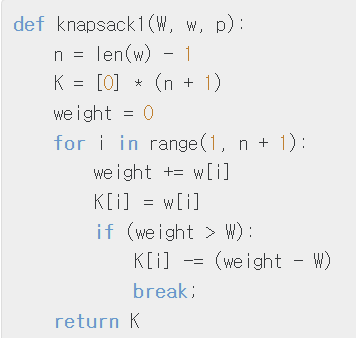 def knapsack1(W, w, p):
    n = len(w) - 1
    K = [0] * (n + 1)
    weight = 0
    for i in range(1, n + 1):
        weight += w[i]
        K[i] = w[i]
        if (weight > W):
            K[i] -= (weight - W)
            break;
    return K